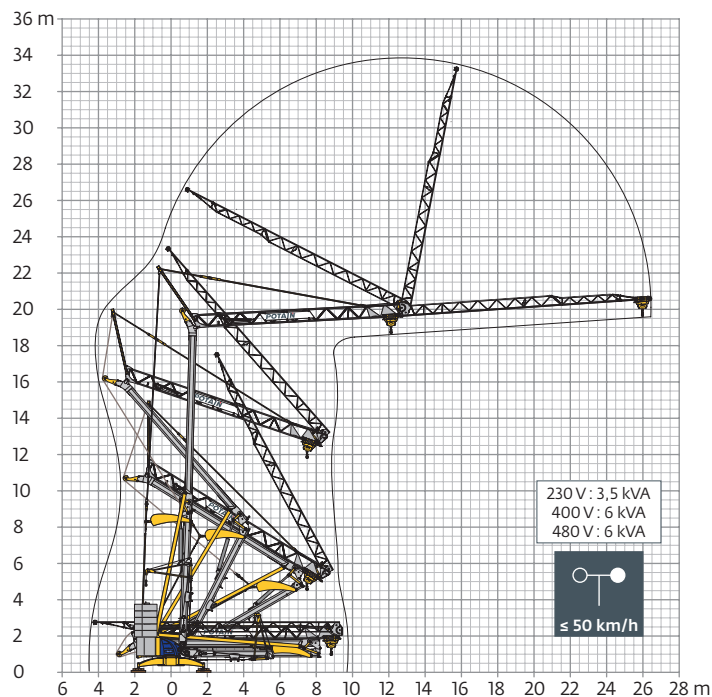 36 m
34
32
30
28
26
24
22
20
18
16
14
12
10
8
6
4
2
0
POTAIN
POTAIN
230 V : 3,5 kVA
400 V : 6 kVA
480 V : 6 kVA
≤ 50 km/h
6 4 2 0 2 4 6 8 10 12 14 16 18 20 22 24 26 28 m